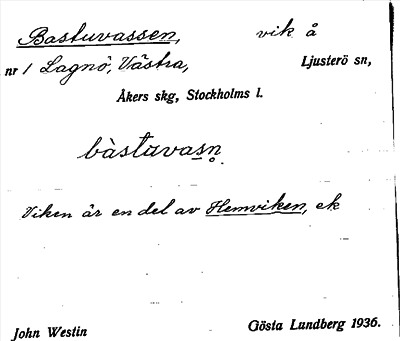 Bastuvassen, vik å
nr 1 Lagnö, Västra, Ljusterö sn,
Åkers skg, Stockholms l.
bàstuvasn̥
Viken är en del av Hemviken, ek
John Westin Gösta Lundberg 1936.